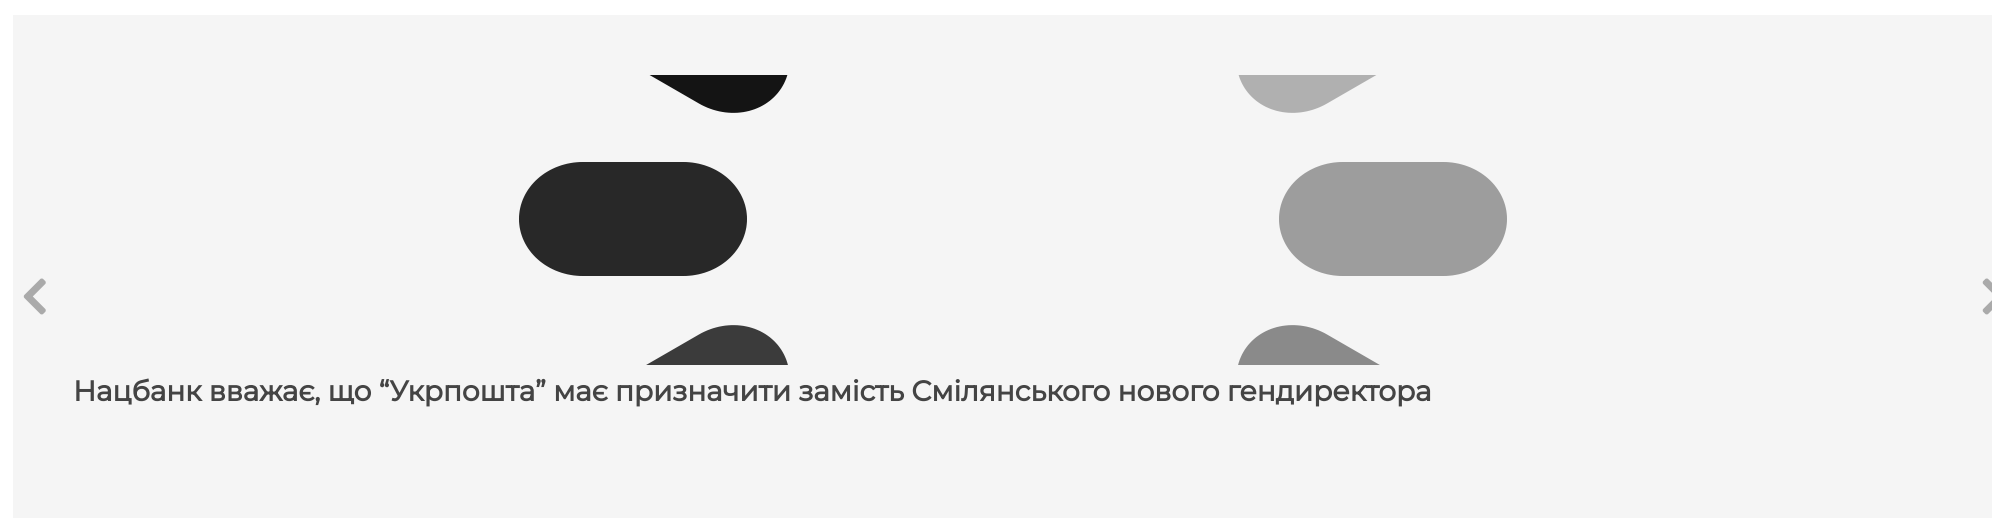 Нацбанк вважає, що “Укрпошта” має призначити замість Смілянського нового гендиректора